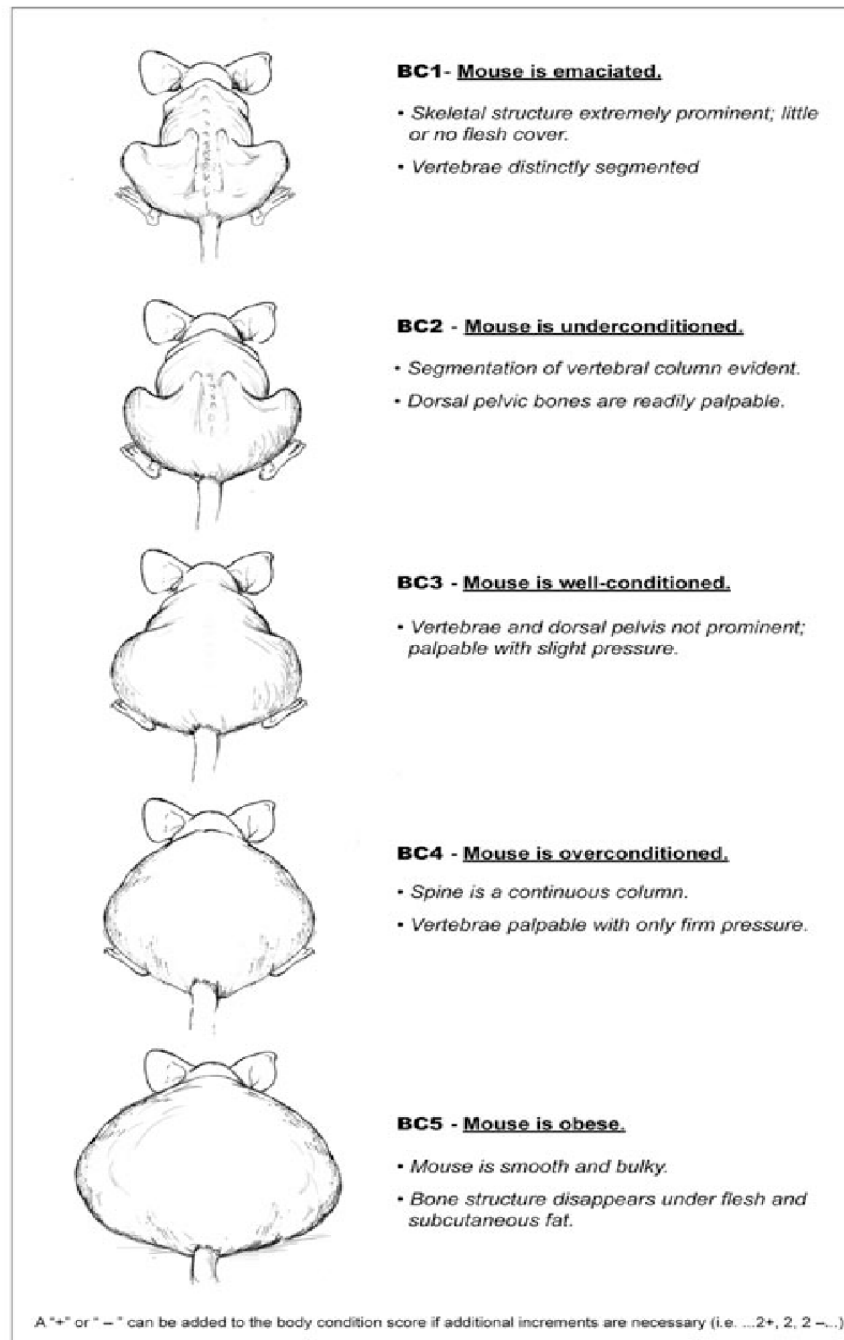 BC1- Mouse is emaciated.
• Skeletal structure extremely prominent; little
or no flesh cover.
• Vertebrae distinctly segmented
BC2 - Mouse is underconditioned.
• Segmentation of vertebral column evident.
• Dorsal pelvic bones are readily palpable.
BC3 - Mouse is well-conditioned.
• Vertebrae and dorsal pelvis not prominent;
palpable with slight pressure.
BC4 - Mouse is overconditioned.
• Spine is a continuous column.
• Vertebrae palpable with only firm pressure.
BC5 - Mouse is obese.
• Mouse is smooth and bulky.
• Bone structure disappears under flesh and
subcutaneous fat.
A "+" or " – " can be added to the body condition score if additional increments are necessary (i.e. ...2+, 2, 2 –...)